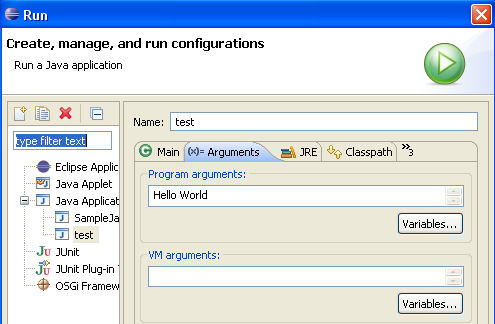 Run
Create, manage, and run configurations
Run a Java application
type filter text
Eclipse Applic
Java Applet
Java Applicat
SampleJa
test
JUnit
JUnit Plug-in T
OSGi Framew
Name: test
Main (x)= Arguments JRE Classpath »3
Program arguments:
Hello World
Variables...
VM arguments:
Variables...